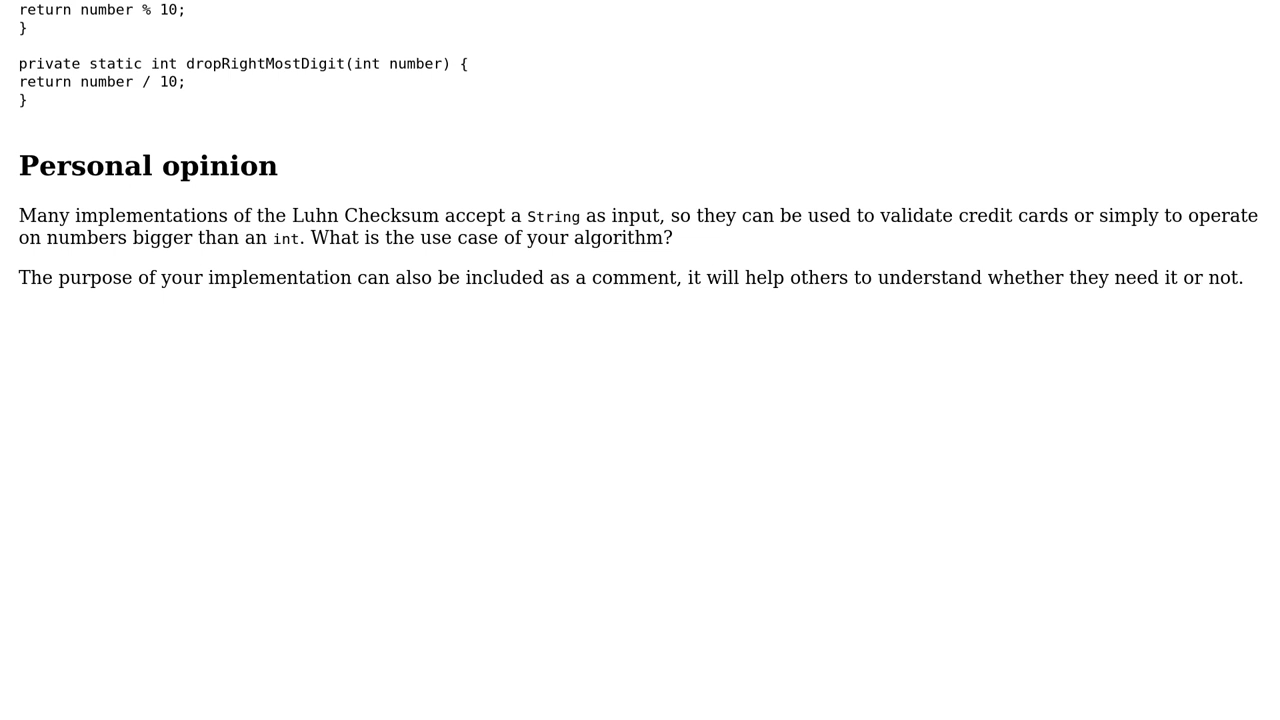 return number % 10;
}
private static int dropRightMostDigit(int number) {
return number / 10;
}
Personal opinion
Many implementations of the Luhn Checksum accept a String as input, so they can be used to validate credit cards or simply to operate
on numbers bigger than an int. What is the use case of your algorithm?
The purpose of your implementation can also be included as a comment, it will help others to understand whether they need it or not.